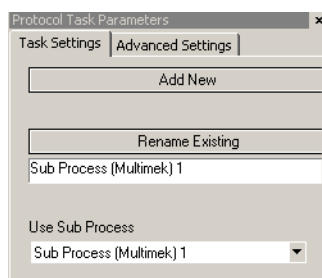 Protocol Task Parameters
Task Settings Advanced Settings
Add New
Rename Existing
Sub Process (Multimek) 1
Use Sub Process
Sub Process (Multimek) 1